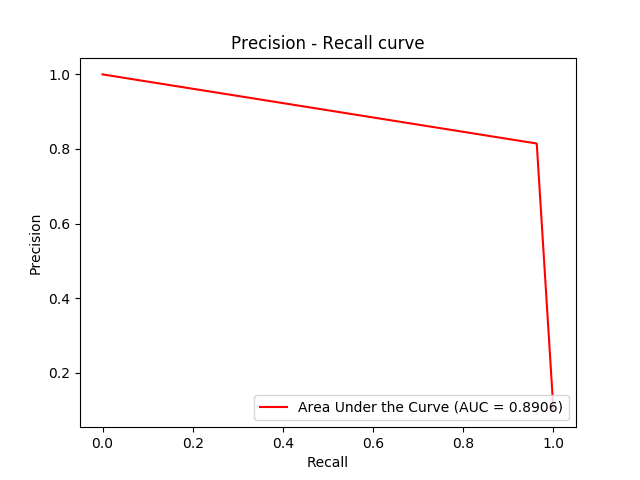 Precision - Recall curve
1.0
0.8
0.6
0.4
0.2
Precision
Area Under the Curve (AUC = 0.8906)
0.0 0.2 0.4 0.6 0.8 1.0
Recall